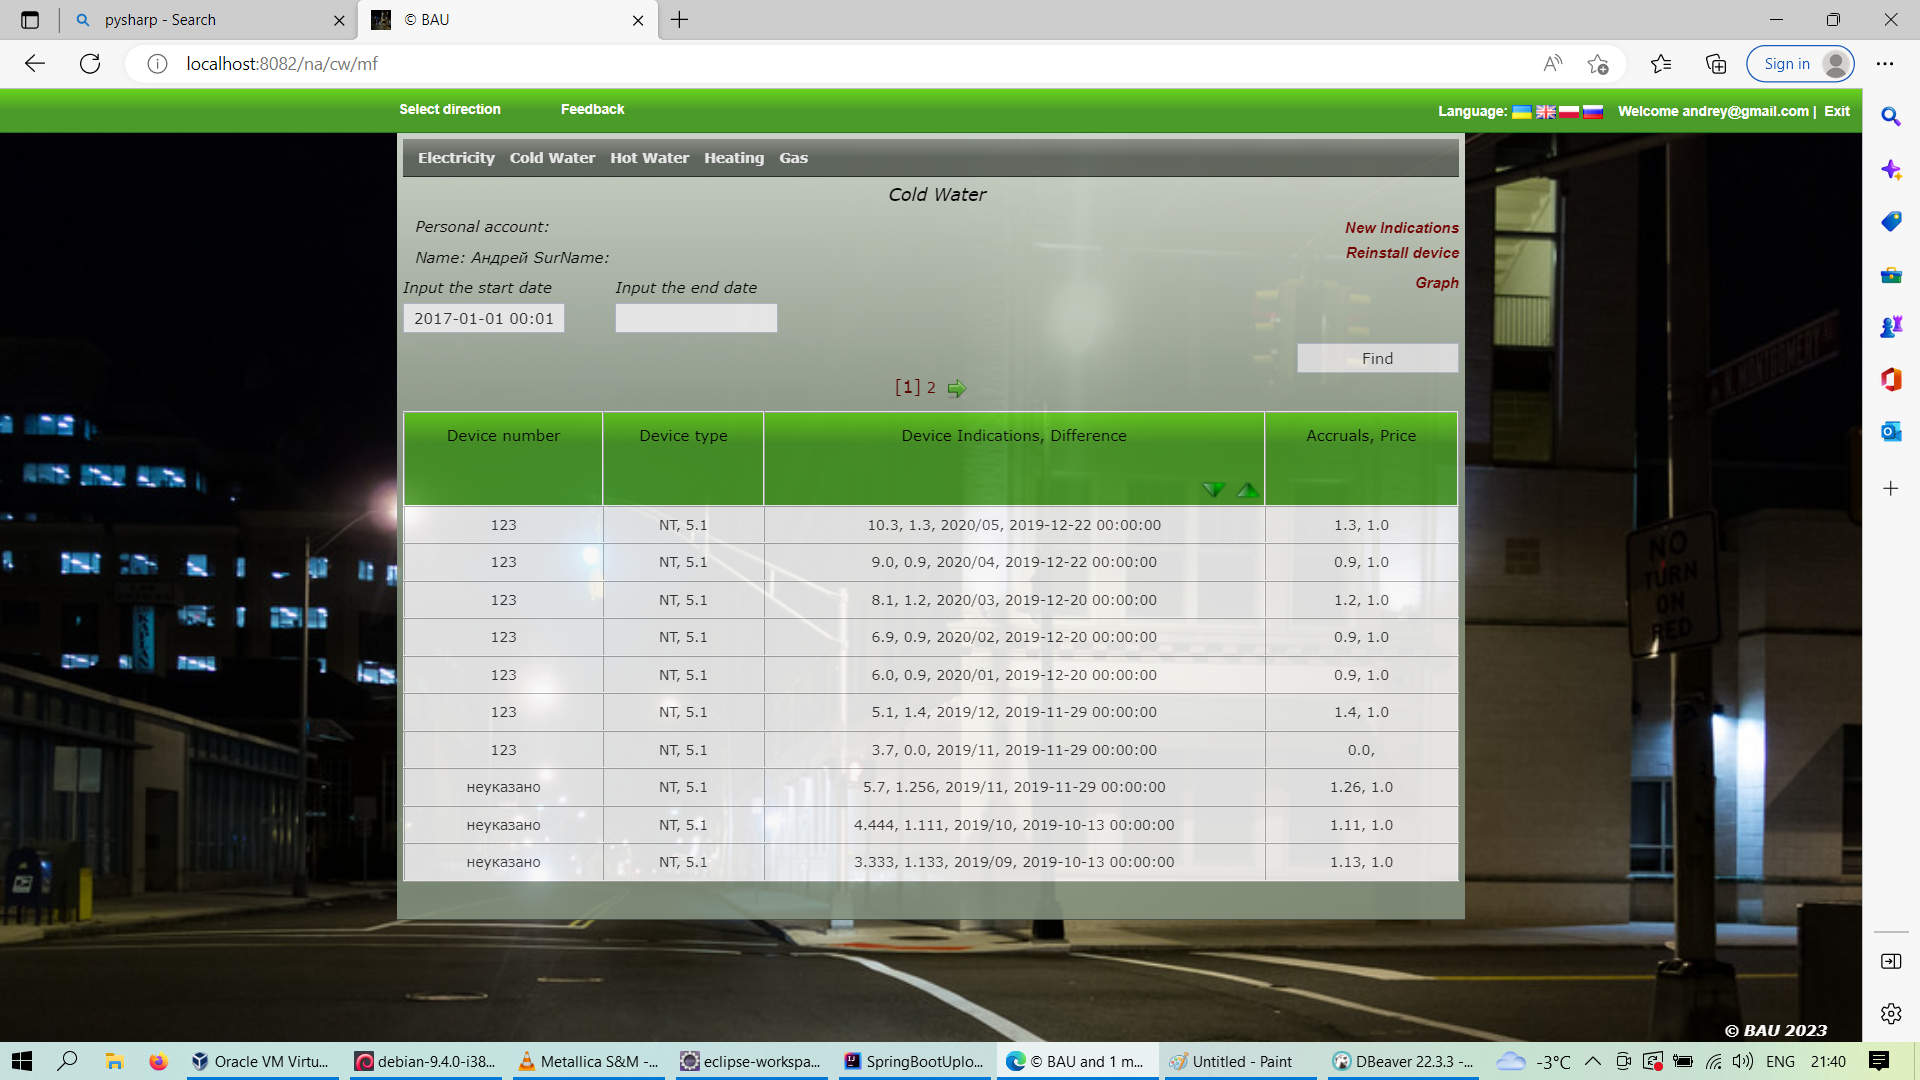 pysharp - Search
© BAU
localhost:8082/na/cw/mf
Sign in
Select direction
Feedback
Language:
Welcome andrey@gmail.com |
Exit
Electricity
Cold Water
Hot Water
Heating
Gas
Cold Water
Personal account:
New Indications
Reinstall device
Name: Андрей SurName:
Graph
Input the start date
Input the end date
2017-01-01 00:01
Find
[1] 2
Device number
Device type
Device Indications, Difference
Accruals, Price
123 NT, 5.1 10.3, 1.3, 2020/05, 2019-12-22 00:00:00 1.3, 1.0
123 NT, 5.1 9.0, 0.9, 2020/04, 2019-12-22 00:00:00 0.9, 1.0
123 NT, 5.1 8.1, 1.2, 2020/03, 2019-12-20 00:00:00 1.2, 1.0
123 NT, 5.1 6.9, 0.9, 2020/02, 2019-12-20 00:00:00 0.9, 1.0
123 NT, 5.1 6.0, 0.9, 2020/01, 2019-12-20 00:00:00 0.9, 1.0
123 NT, 5.1 5.1, 1.4, 2019/12, 2019-11-29 00:00:00 1.4, 1.0
123 NT, 5.1 3.7, 0.0, 2019/11, 2019-11-29 00:00:00 0.0,
неуказано NT, 5.1 5.7, 1.256, 2019/11, 2019-11-29 00:00:00 1.26, 1.0
неуказано NT, 5.1 4.444, 1.111, 2019/10, 2019-10-13 00:00:00 1.11, 1.0
неуказано NT, 5.1 3.333, 1.133, 2019/09, 2019-10-13 00:00:00 1.13, 1.0
N MONTGOMERY
NO
TURN
ON
RED
© BAU 2023
Oracle VM Virtu...
debian-9.4.0-i38...
Metallica S&M -...
eclipse-workspa...
SpringBootUplo...
© BAU and 1 m...
Untitled - Paint
DBeaver 22.3.3 -...
-3°C
ENG
21:40